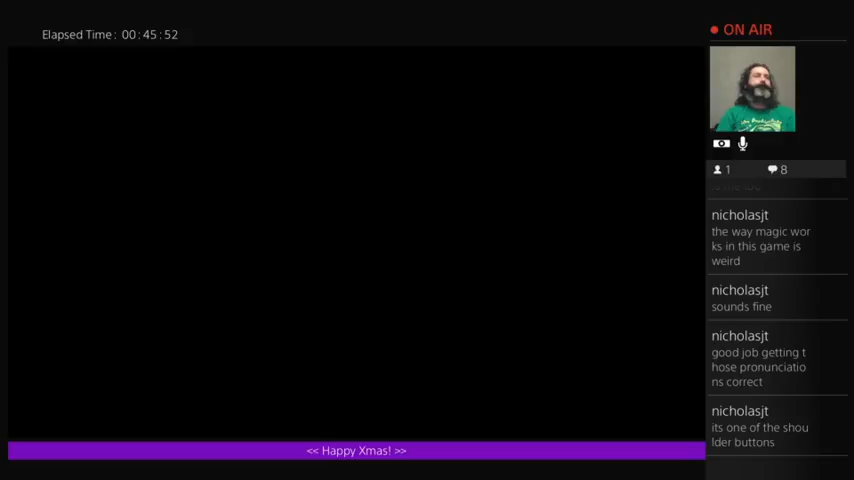 Elapsed Time: 00:45:52
ON AIR
1 8
nicholasjt
the way magic wor
ks in this game is
weird
nicholasjt
sounds fine
nicholasjt
good job getting t
hose pronunciatio
ns correct
nicholasjt
its one of the shou
lder buttons
<< Happy Xmas! >>